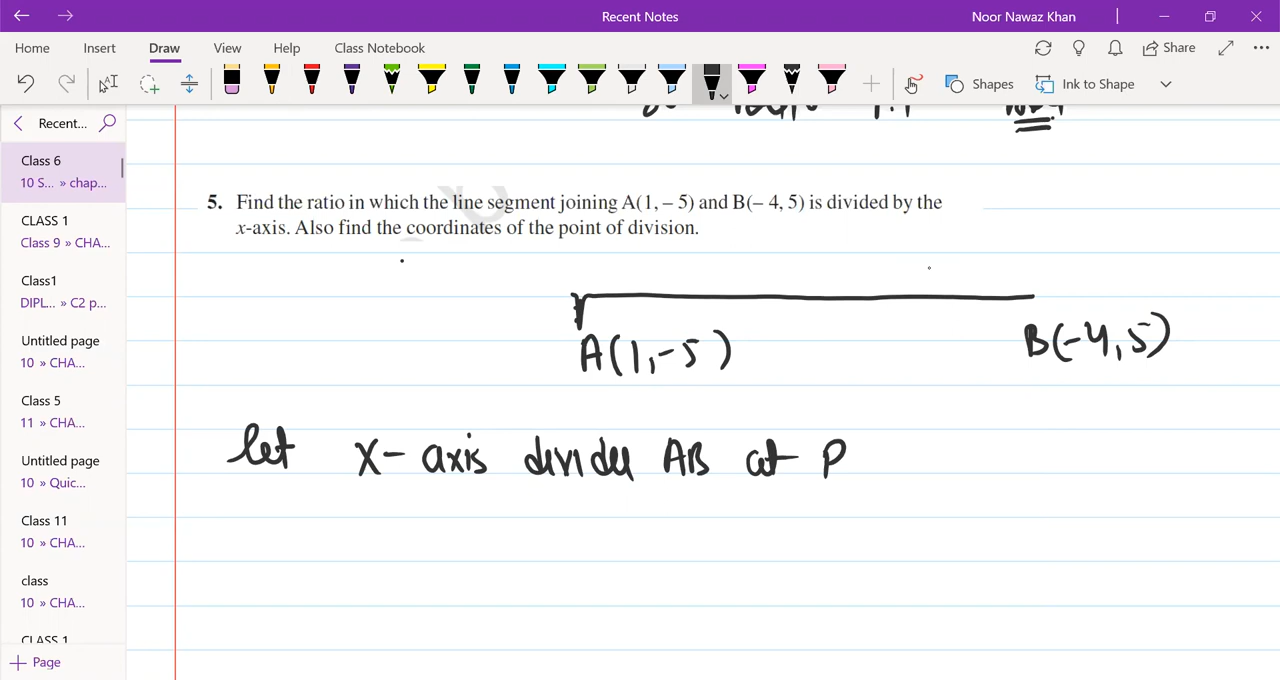 Recent Notes
Noor Nawaz Khan
Home Insert Draw View Help Class Notebook Share
Shapes Ink to Shape
Recent...
Class 6
10 S... » chap...
CLASS 1
Class 9 » CHA...
Class1
DIPL... » C2 p...
Untitled page
10 » CHA...
Class 5
11 » CHA...
Untitled page
10 » Quic...
Class 11
10 » CHA...
class
10 » CHA...
CLASS 1
Page
5. Find the ratio in which the line segment joining A(1, – 5) and B(– 4, 5) is divided by the
x-axis. Also find the coordinates of the point of division.
A(1,-5)
B(-4,5)
let X- axis divides AB at P